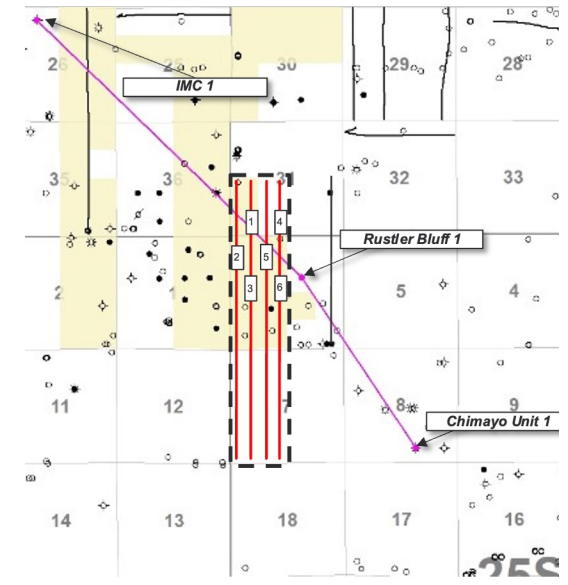 26 25 30 29 28
IMC 1
35 36 31 32 33
1 4
Rustler Bluff 1
2 5
3 6
2 1 5 4
11 12 7 8 9
Chimayo Unit 1
14 13 18 17 16
25S